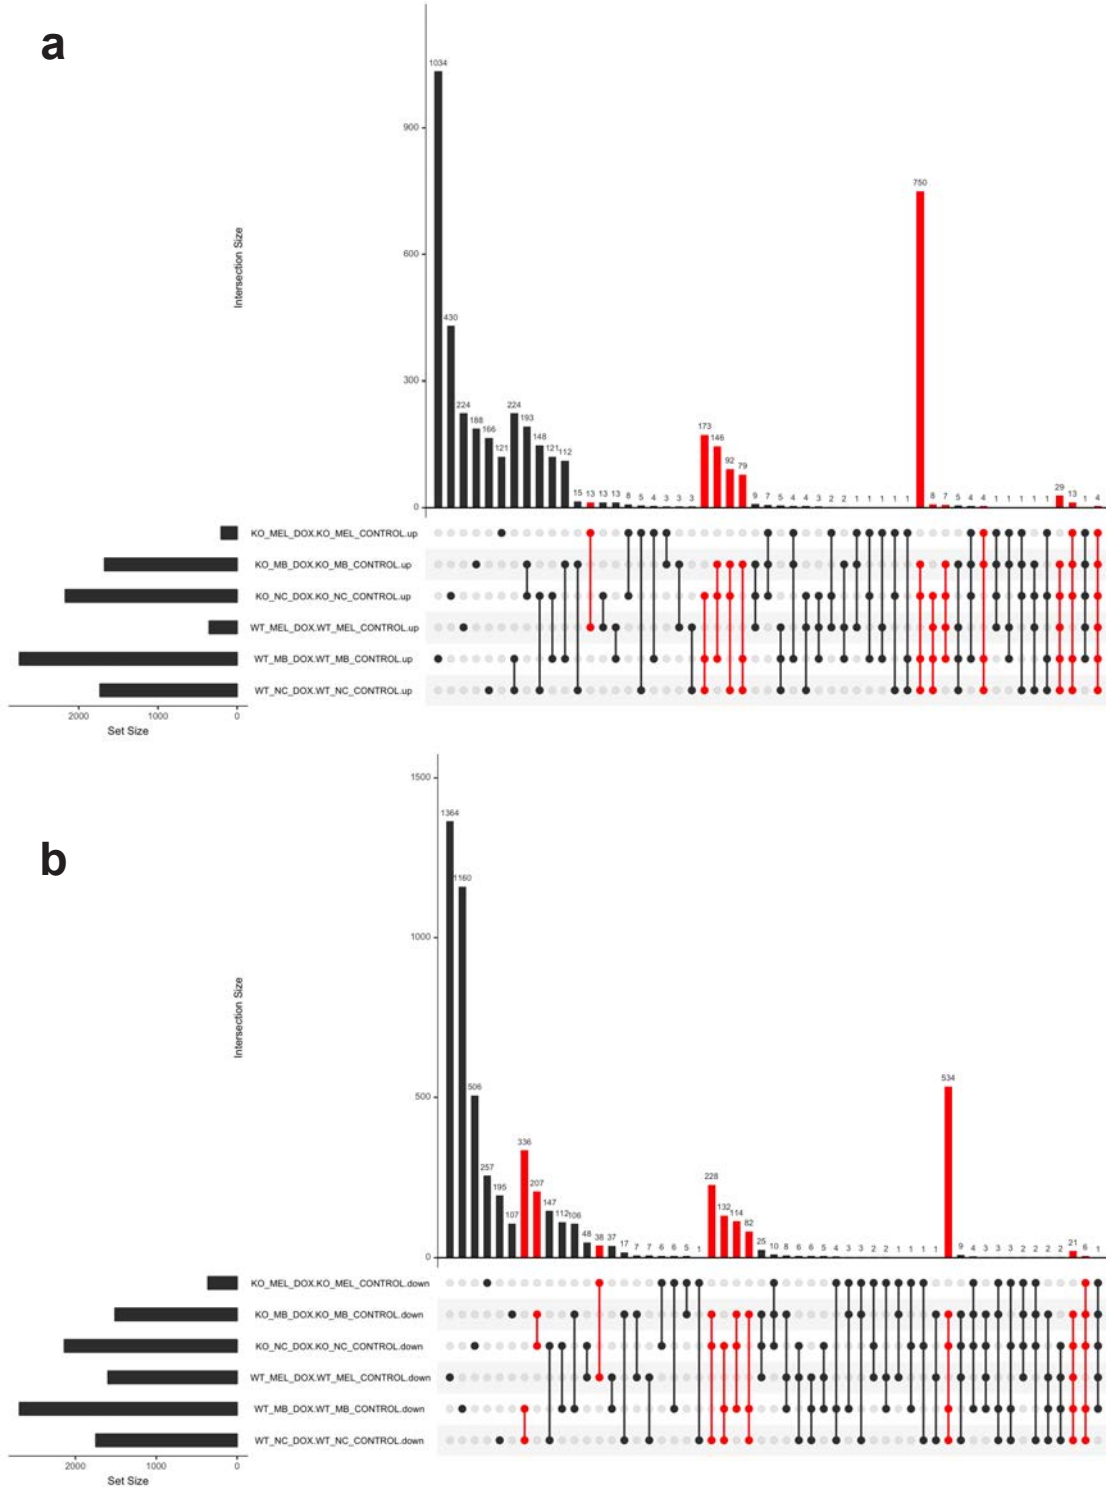 a
1034
900
750
600
430
300
224 188 166 121 224 193 148 121 112 15 13 13 13 8 5 4 3 3 3 173 146 92 79 9 7 5 4 4 3 2 2 1 1 1 1 8 7 5 4 4 1 1 1 1 1 29 13 1 4
0
Intersection Size
KO_MEL_DOX.KO_MEL_CONTROL.up
KO_MB_DOX.KO_MB_CONTROL.up
KO_NC_DOX.KO_NC_CONTROL.up
WT_MEL_DOX.WT_MEL_CONTROL.up
WT_MB_DOX.WT_MB_CONTROL.up
WT_NC_DOX.WT_NC_CONTROL.up
2000 1000 0
Set Size
b
1500
1364
1160
1000
534
506
500
336
257 195 107 207 147 112 106 48 38 37 17 7 7 6 6 5 1 228 132 114 82 25 10 8 6 6 5 4 3 3 2 2 1 1 1 1 9 4 3 3 3 2 2 2 2 21 6 1
0
Intersection Size
KO_MEL_DOX.KO_MEL_CONTROL.down
KO_MB_DOX.KO_MB_CONTROL.down
KO_NC_DOX.KO_NC_CONTROL.down
WT_MEL_DOX.WT_MEL_CONTROL.down
WT_MB_DOX.WT_MB_CONTROL.down
WT_NC_DOX.WT_NC_CONTROL.down
2000 1000 0
Set Size